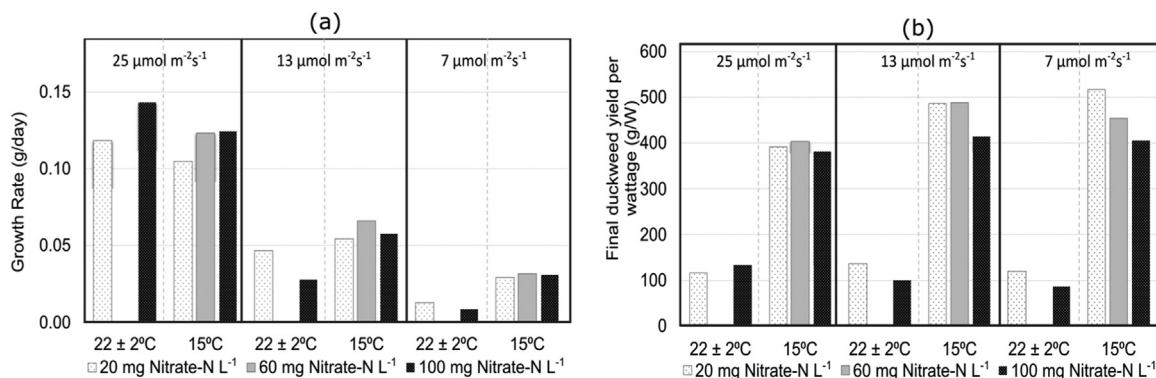 (a)
25 µmol m⁻²s⁻¹
13 µmol m⁻²s⁻¹
7 µmol m⁻²s⁻¹
Growth Rate (g/day)
0.15
0.10
0.05
0.00
22 ± 2ºC
15ºC
22 ± 2ºC
15ºC
22 ± 2ºC
15ºC
20 mg Nitrate-N L⁻¹
60 mg Nitrate-N L⁻¹
100 mg Nitrate-N L⁻¹
(b)
25 µmol m⁻²s⁻¹
13 µmol m⁻²s⁻¹
7 µmol m⁻²s⁻¹
Final duckweed yield per
wattage (g/W)
600
500
400
300
200
100
0
22 ± 2ºC
15ºC
22 ± 2ºC
15ºC
22 ± 2ºC
15ºC
20 mg Nitrate-N L⁻¹
60 mg Nitrate-N L⁻¹
100 mg Nitrate-N L⁻¹